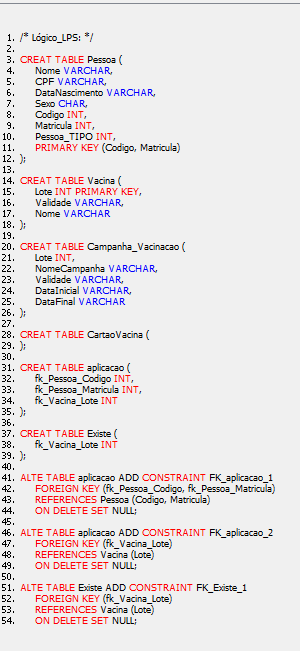 1. /* Lógico_LPS: */
2.
3. CREAT TABLE Pessoa (
4. Nome VARCHAR,
5. CPF VARCHAR,
6. DataNascimento VARCHAR,
7. Sexo CHAR,
8. Codigo INT,
9. Matricula INT,
10. Pessoa_TIPO INT,
11. PRIMARY KEY (Codigo, Matricula)
12. );
13.
14. CREAT TABLE Vacina (
15. Lote INT PRIMARY KEY,
16. Validade VARCHAR,
17. Nome VARCHAR
18. );
19.
20. CREAT TABLE Campanha_Vacinacao (
21. Lote INT,
22. NomeCampanha VARCHAR,
23. Validade VARCHAR,
24. DataInicial VARCHAR,
25. DataFinal VARCHAR
26. );
27.
28. CREAT TABLE CartaoVacina (
29. );
30.
31. CREAT TABLE aplicacao (
32. fk_Pessoa_Codigo INT,
33. fk_Pessoa_Matricula INT,
34. fk_Vacina_Lote INT
35. );
36.
37. CREAT TABLE Existe (
38. fk_Vacina_Lote INT
39. );
40.
41. ALTE TABLE aplicacao ADD CONSTRAINT FK_aplicacao_1
42. FOREIGN KEY (fk_Pessoa_Codigo, fk_Pessoa_Matricula)
43. REFERENCES Pessoa (Codigo, Matricula)
44. ON DELETE SET NULL;
45.
46. ALTE TABLE aplicacao ADD CONSTRAINT FK_aplicacao_2
47. FOREIGN KEY (fk_Vacina_Lote)
48. REFERENCES Vacina (Lote)
49. ON DELETE SET NULL;
50.
51. ALTE TABLE Existe ADD CONSTRAINT FK_Existe_1
52. FOREIGN KEY (fk_Vacina_Lote)
53. REFERENCES Vacina (Lote)
54. ON DELETE SET NULL;